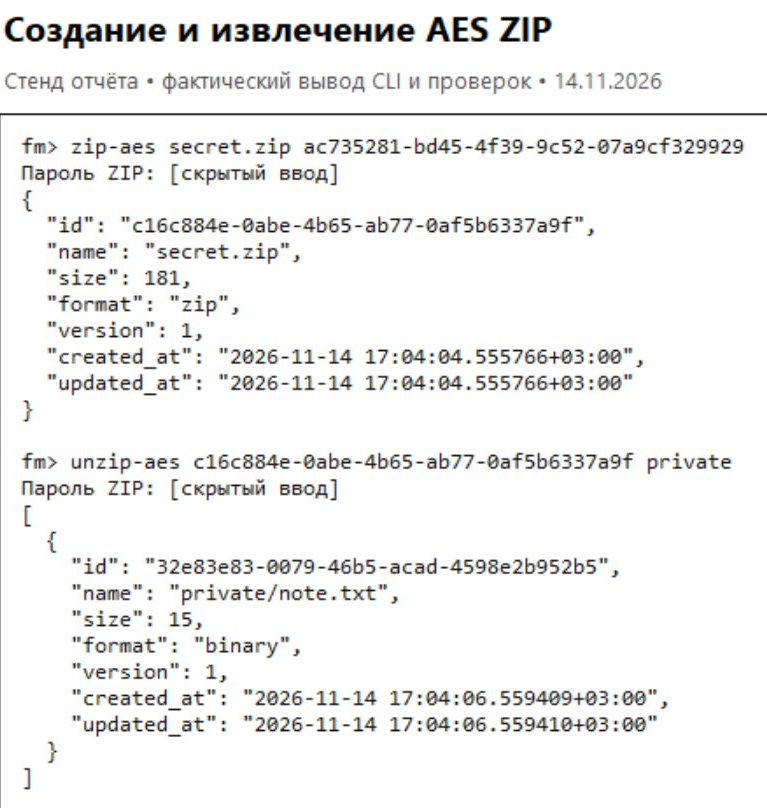 Создание и извлечение AES ZIP
Стенд отчёта • фактический вывод CLI и проверок • 14.11.2026
fm> zip-aes secret.zip ac735281-bd45-4f39-9c52-07a9cf329929
Пароль ZIP: [скрытый ввод]
{
  "id": "c16c884e-0abe-4b65-ab77-0af5b6337a9f",
  "name": "secret.zip",
  "size": 181,
  "format": "zip",
  "version": 1,
  "created_at": "2026-11-14 17:04:04.555766+03:00",
  "updated_at": "2026-11-14 17:04:04.555766+03:00"
}
fm> unzip-aes c16c884e-0abe-4b65-ab77-0af5b6337a9f private
Пароль ZIP: [скрытый ввод]
[
  {
    "id": "32e83e83-0079-46b5-acad-4598e2b952b5",
    "name": "private/note.txt",
    "size": 15,
    "format": "binary",
    "version": 1,
    "created_at": "2026-11-14 17:04:06.559409+03:00",
    "updated_at": "2026-11-14 17:04:06.559410+03:00"
  }
]